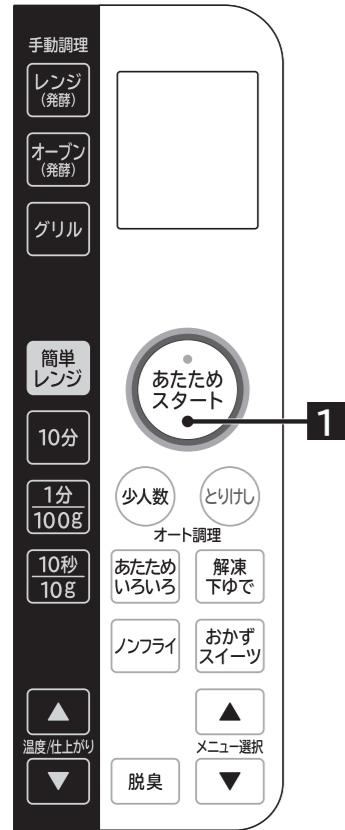 手動調理
レンジ
(発酵)
オーブン
(発酵)
グリル
簡単
レンジ
10分
1分
100g
10秒
10g
▲
温度/仕上がり
▼
あたため
スタート
1
少人数
とりけし
オート調理
あたため
いろいろ
解凍
下ゆで
ノンフライ
おかず
スイーツ
▲
メニュー選択
▼
脱臭